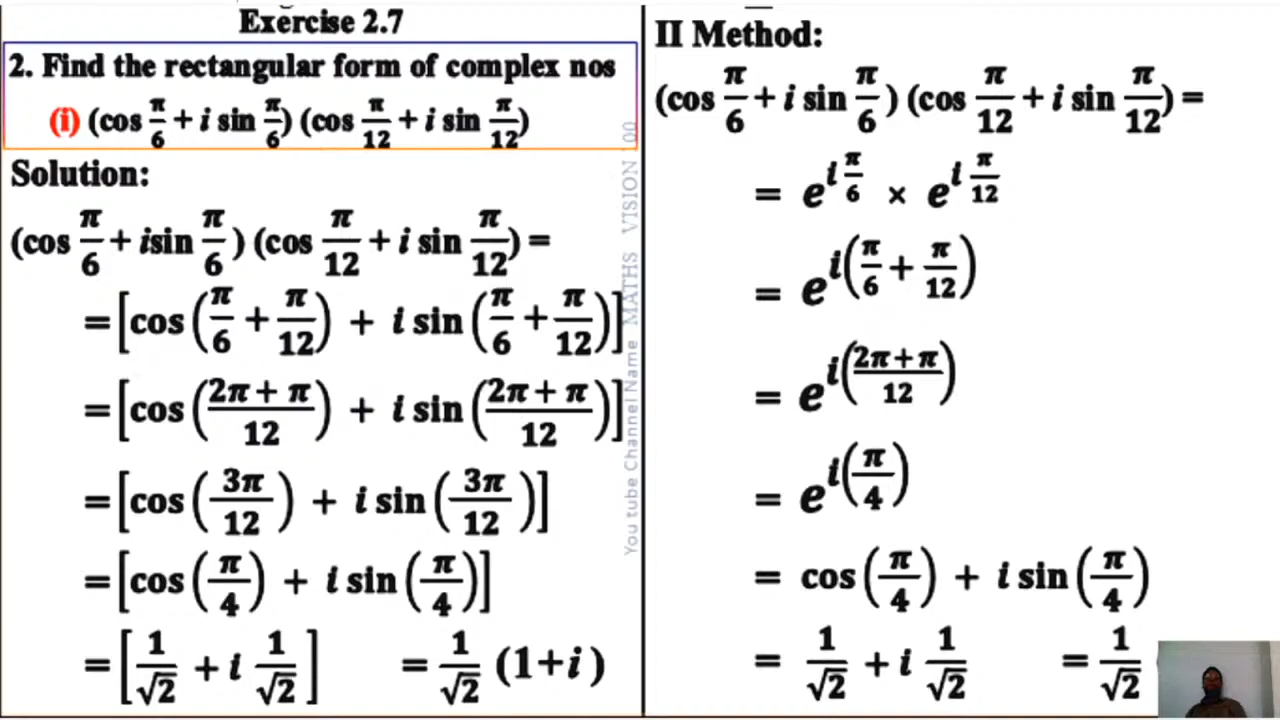 Exercise 2.7
2. Find the rectangular form of complex nos
(i) (cos π/6 + i sin π/6) (cos π/12 + i sin π/12)
Solution:
(cos π/6 + isin π/6) (cos π/12 + i sin π/12) =
= [cos (π/6 + π/12) + i sin (π/6 + π/12)]
= [cos (2π + π/12) + i sin (2π + π/12)]
= [cos (3π/12) + i sin (3π/12)]
= [cos (π/4) + i sin (π/4)]
= [1/√2 + i 1/√2] = 1/√2 (1+i)
You tube Channel Name MATHS VISION 100
II Method:
(cos π/6 + i sin π/6) (cos π/12 + i sin π/12) =
= e^i π/6 × e^i π/12
= e^i(π/6 + π/12)
= e^i(2π+π/12)
= e^i(π/4)
= cos (π/4) + i sin (π/4)
= 1/√2 + i 1/√2 = 1/√2